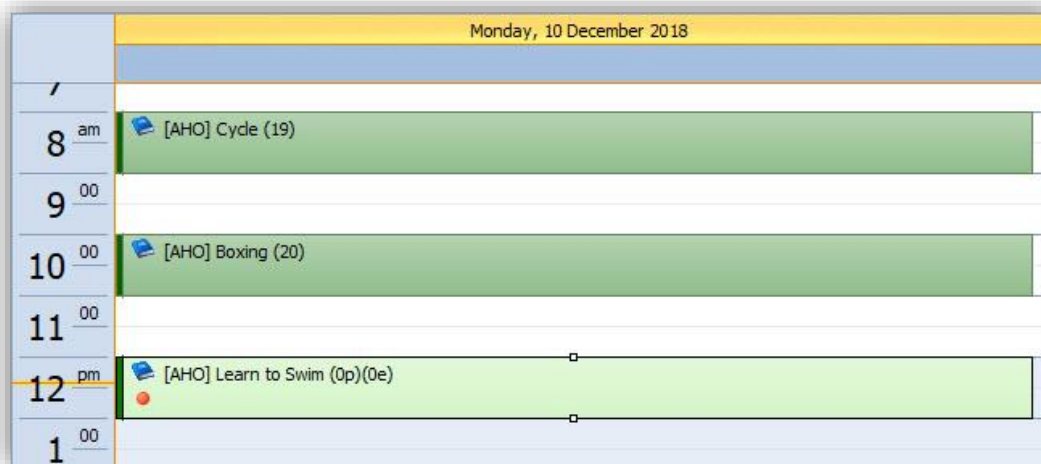 Monday, 10 December 2018
7
8 am
[AHO] Cycle (19)
9 00
10 00
[AHO] Boxing (20)
11 00
12 pm
[AHO] Learn to Swim (0p)(0e)
1 00